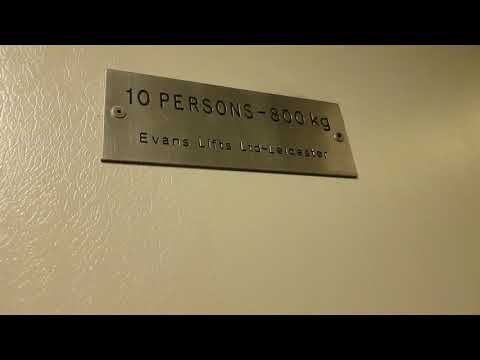 10 PERSONS-800 kg
Evans Lifts Ltd-Leicester